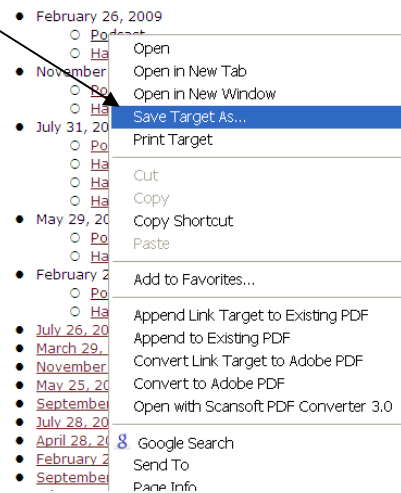 February 26, 2009
Podcast
Ha
Open
Open in New Tab
November
Po
Open in New Window
Ha
Save Target As...
July 31, 20
Print Target
Po
Ha
Cut
Ha
Copy
Ha
May 29, 20
Copy Shortcut
Po
Paste
Ha
February 2
Add to Favorites...
Po
Ha
Append Link Target to Existing PDF
July 26, 20
Append to Existing PDF
March 29,
Convert Link Target to Adobe PDF
November
Convert to Adobe PDF
May 25, 20
Open with Scansoft PDF Converter 3.0
September
July 28, 20
April 28, 20
Google Search
February 2
Send To
September
Page Info